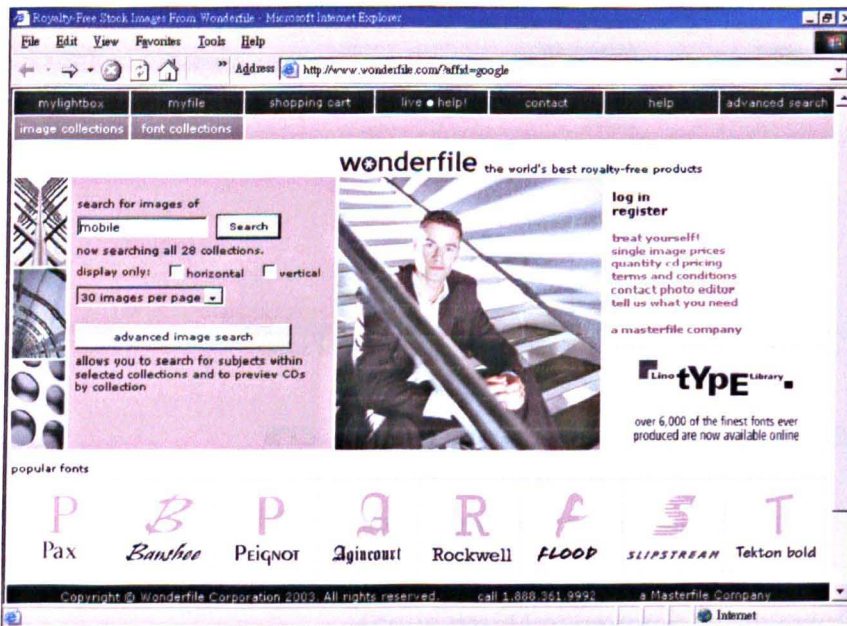 Royalty-Free Stock Images From Wonderfile - Microsoft Internet Explorer
File Edit View Favorites Tools Help
Address http://www.wonderfile.com/?affid=google
mylightbox myfile shopping cart live help! contact help advanced search
image collections font collections
wonderfile the world's best royalty-free products
search for images of
mobile Search
now searching all 28 collections.
display only: horizontal vertical
30 images per page
advanced image search
allows you to search for subjects within
selected collections and to preview CDs
by collection
log in
register
treat yourself!
single image prices
quantity cd pricing
terms and conditions
contact photo editor
tell us what you need
a masterfile company
Lino tYPE Library.
over 6,000 of the finest fonts ever
produced are now available online
popular fonts
P B P A R F S T
Pax Banshee PEIGNOT Agincourt Rockwell FLOOD SLIPSTREAM Tekton bold
Copyright © Wonderfile Corporation 2003. All rights reserved. call 1.888.361.9992 a Masterfile Company
Internet